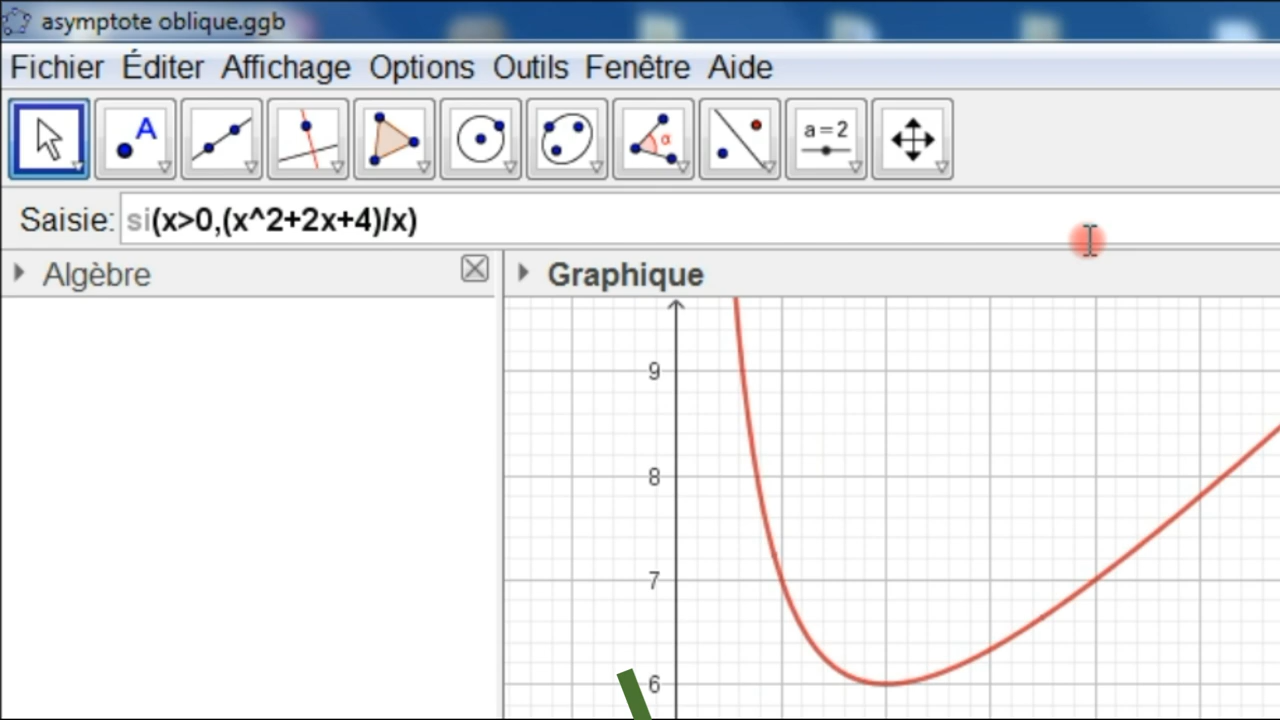 asymptote oblique.ggb
Fichier Éditer Affichage Options Outils Fenêtre Aide
A α a=2
Saisie: si(x>0,(x^2+2x+4)/x)
Algèbre Graphique
9
8
7
6